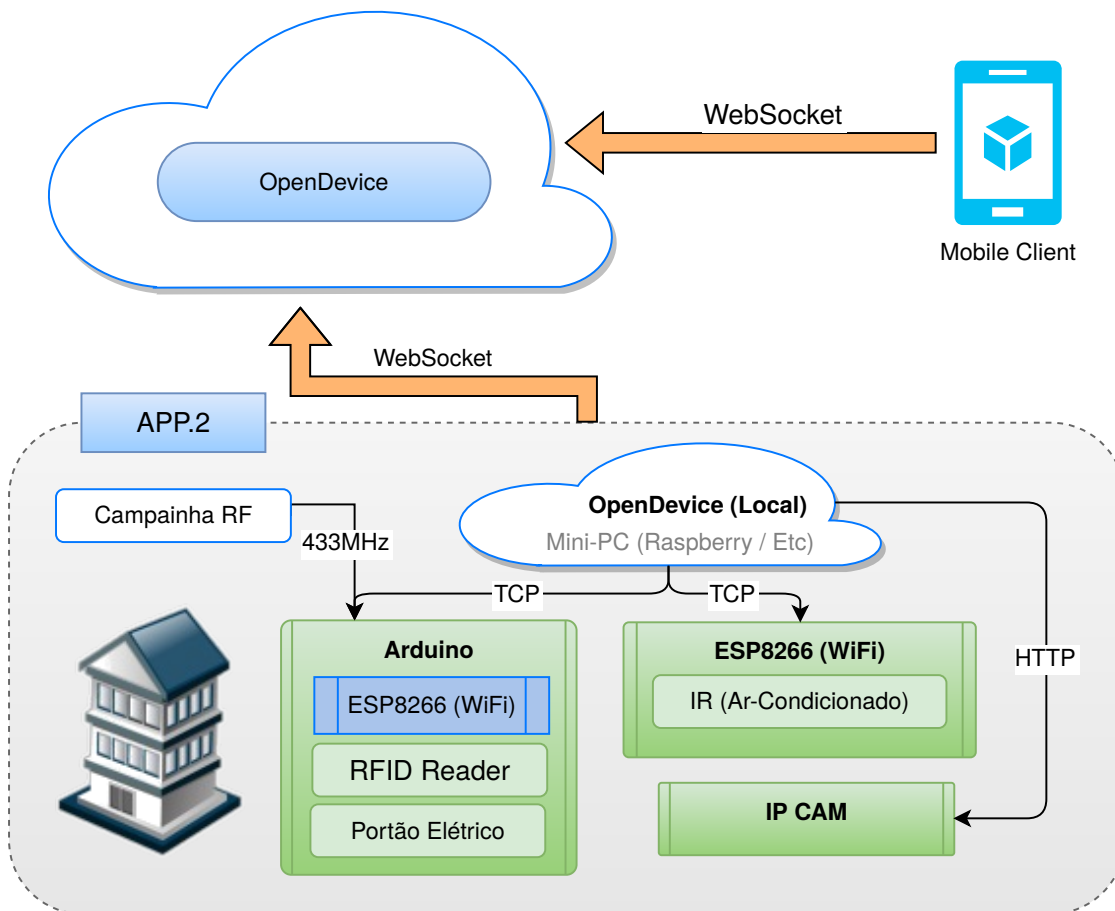 WebSocket
OpenDevice
Mobile Client
WebSocket
APP.2
Campainha RF
433MHz
OpenDevice (Local)
Mini-PC (Raspberry / Etc)
TCP
TCP
HTTP
Arduino
ESP8266 (WiFi)
RFID Reader
Portão Elétrico
ESP8266 (WiFi)
IR (Ar-Condicionado)
IP CAM